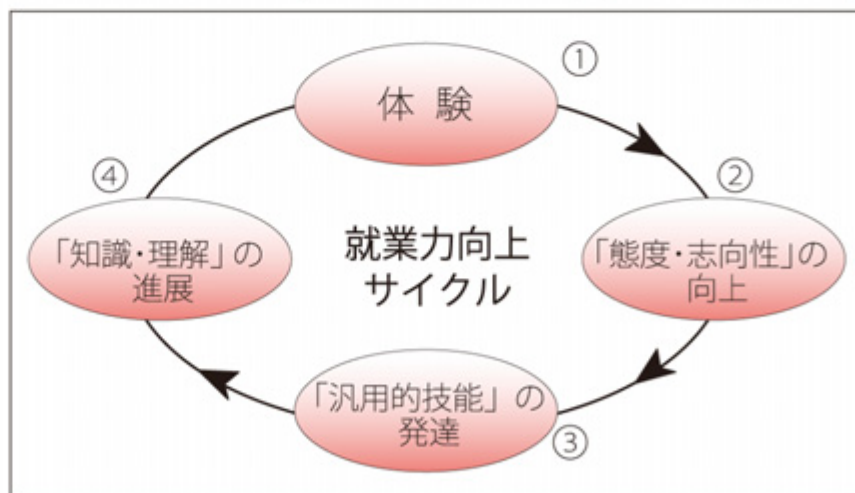 ①
体 験
②
「態度・志向性」の
向上
③
「汎用的技能」の
発達
④
「知識・理解」の
進展
就業力向上
サイクル